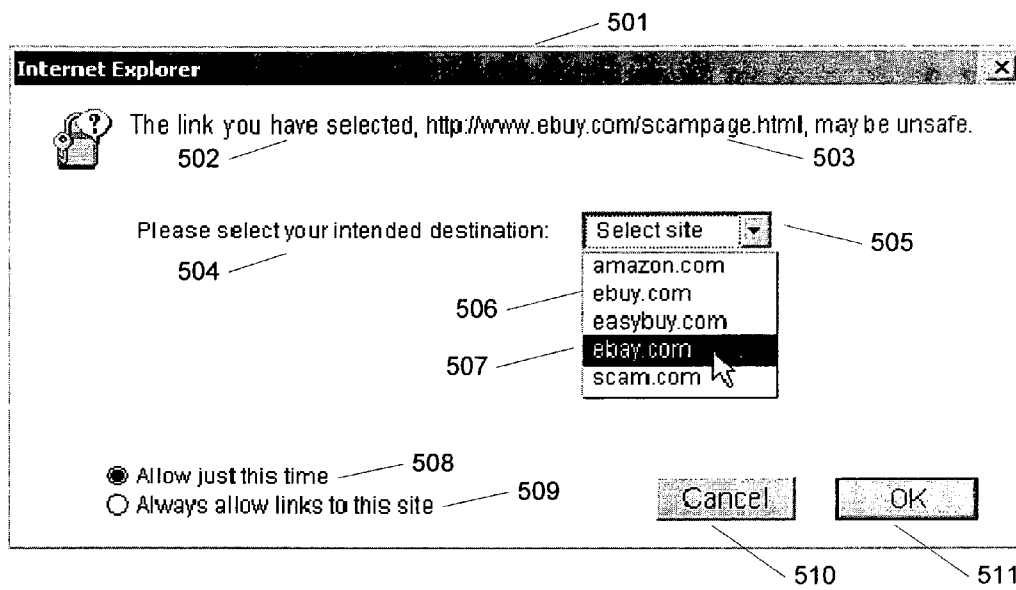 501
Internet Explorer
The link you have selected, http://www.ebuy.com/scampage.html, may be unsafe.
502 503
Please select your intended destination: Select site 505
504
amazon.com
506 ebuy.com
easybuy.com
507 ebay.com
scam.com
Allow just this time 508
Always allow links to this site 509
Cancel OK
510 511